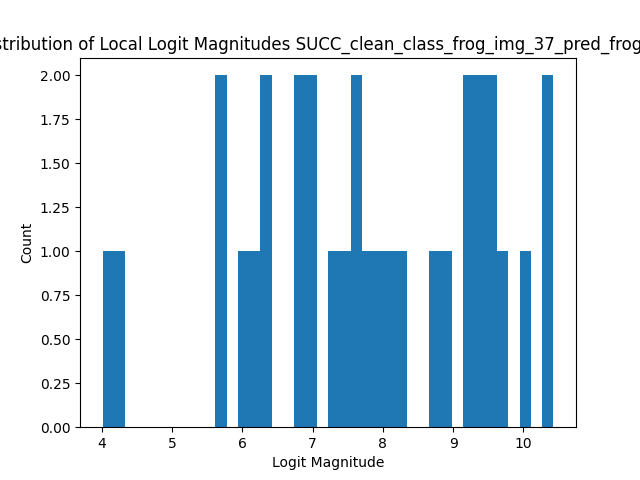 stribution of Local Logit Magnitudes SUCC_clean_class_frog_img_37_pred_frog
2.00
1.75
1.50
1.25
1.00
0.75
0.50
0.25
0.00
Count
4 5 6 7 8 9 10
Logit Magnitude